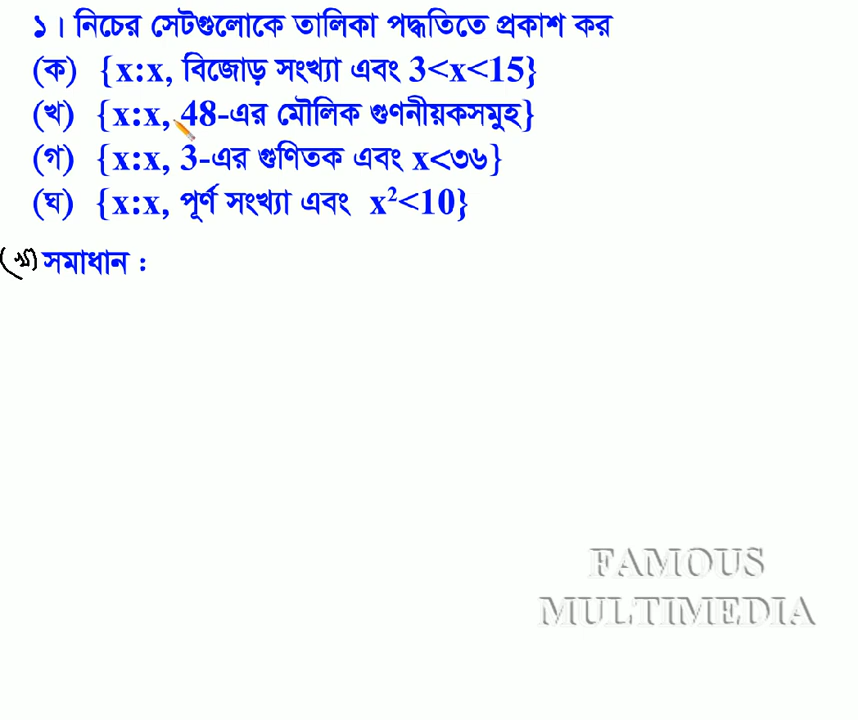 ১। নিচের সেটগুলোকে তালিকা পদ্ধতিতে প্রকাশ কর
(ক) {x:x, বিজোড় সংখ্যা এবং 3<x<15}
(খ) {x:x, 48-এর মৌলিক গুণনীয়কসমুহ}
(গ) {x:x, 3-এর গুণিতক এবং x<৩৬}
(ঘ) {x:x, পূর্ণ সংখ্যা এবং x²<10}
(খ) সমাধান :
FAMOUS
MULTIMEDIA